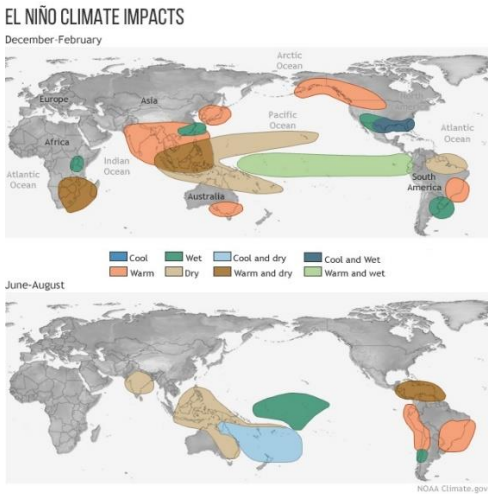 EL NIÑO CLIMATE IMPACTS
December-February
Arctic
Ocean
Europe
Asia
Pacific
Ocean
Atlantic
Ocean
Africa
Indian
Ocean
Atlantic
Ocean
South
America
Australia
Cool
Wet
Cool and dry
Cool and Wet
Warm
Dry
Warm and dry
Warm and wet
June-August
NOAA Climate.gov